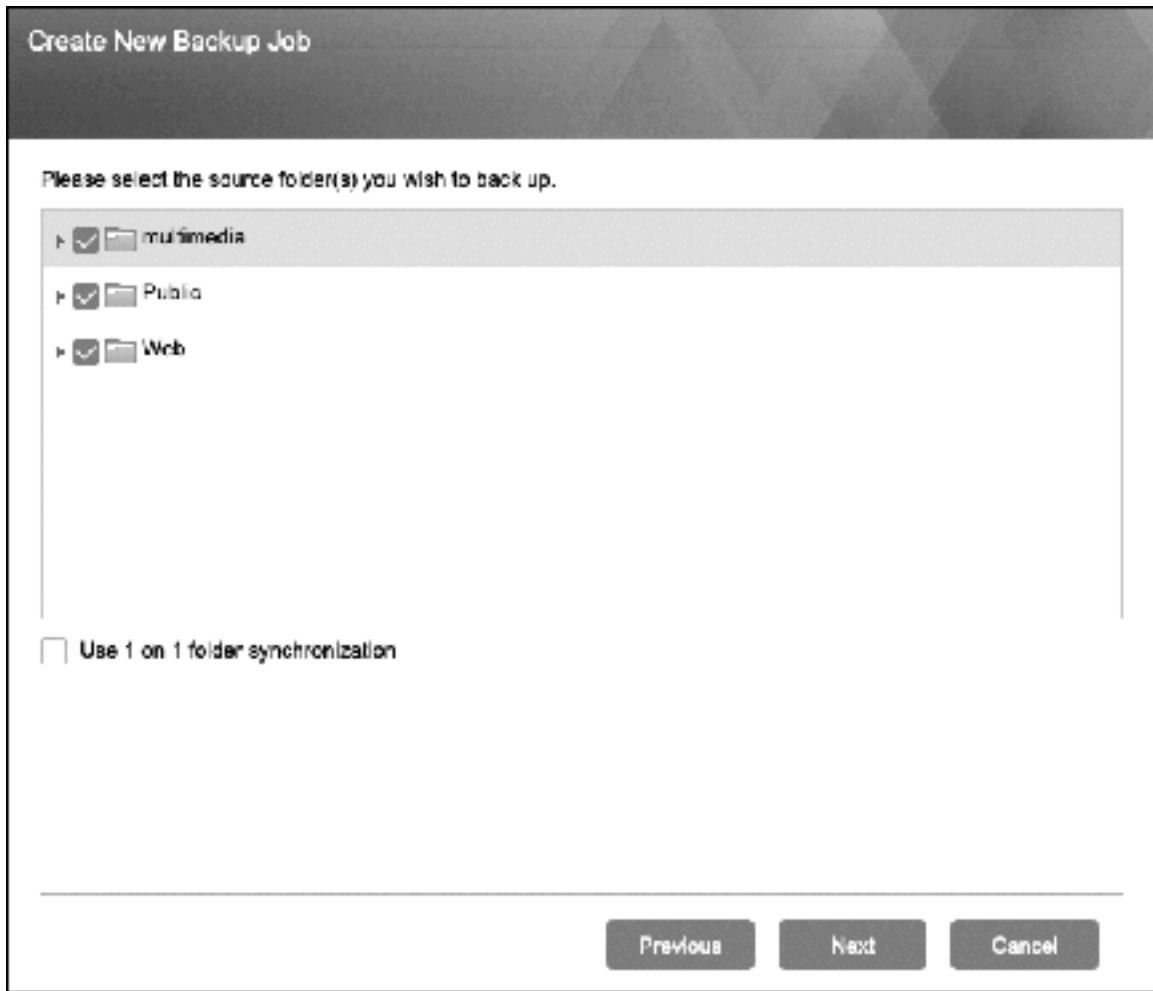 Create New Backup Job
Please select the source folder(s) you wish to back up.
multimedia
Public
Web
Use 1 on 1 folder synchronization
Previous
Next
Cancel